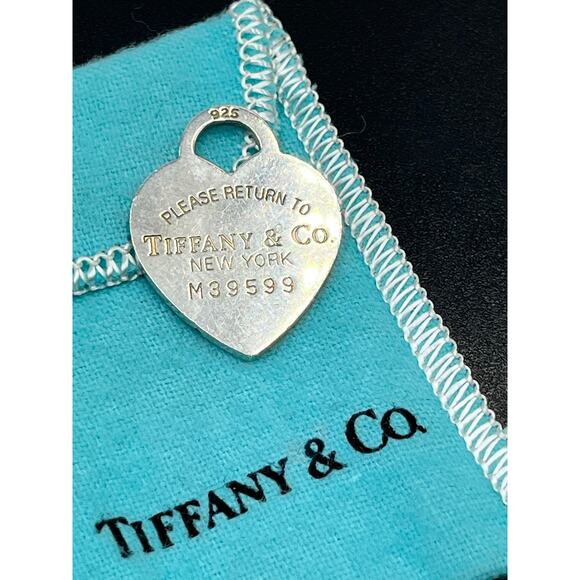 925
PLEASE RETURN TO
TIFFANY & CO.
NEW YORK
M39599
TIFFANY & CO.